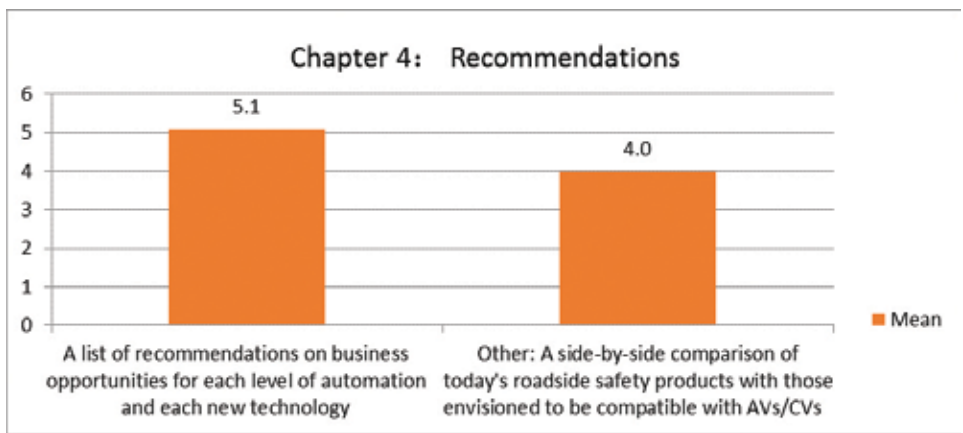 Chapter 4: Recommendations
6
5
4
3
2
1
0
5.1
4.0
A list of recommendations on business
opportunities for each level of automation
and each new technology
Other: A side-by-side comparison of
today's roadside safety products with those
envisioned to be compatible with AVs/CVs
Mean